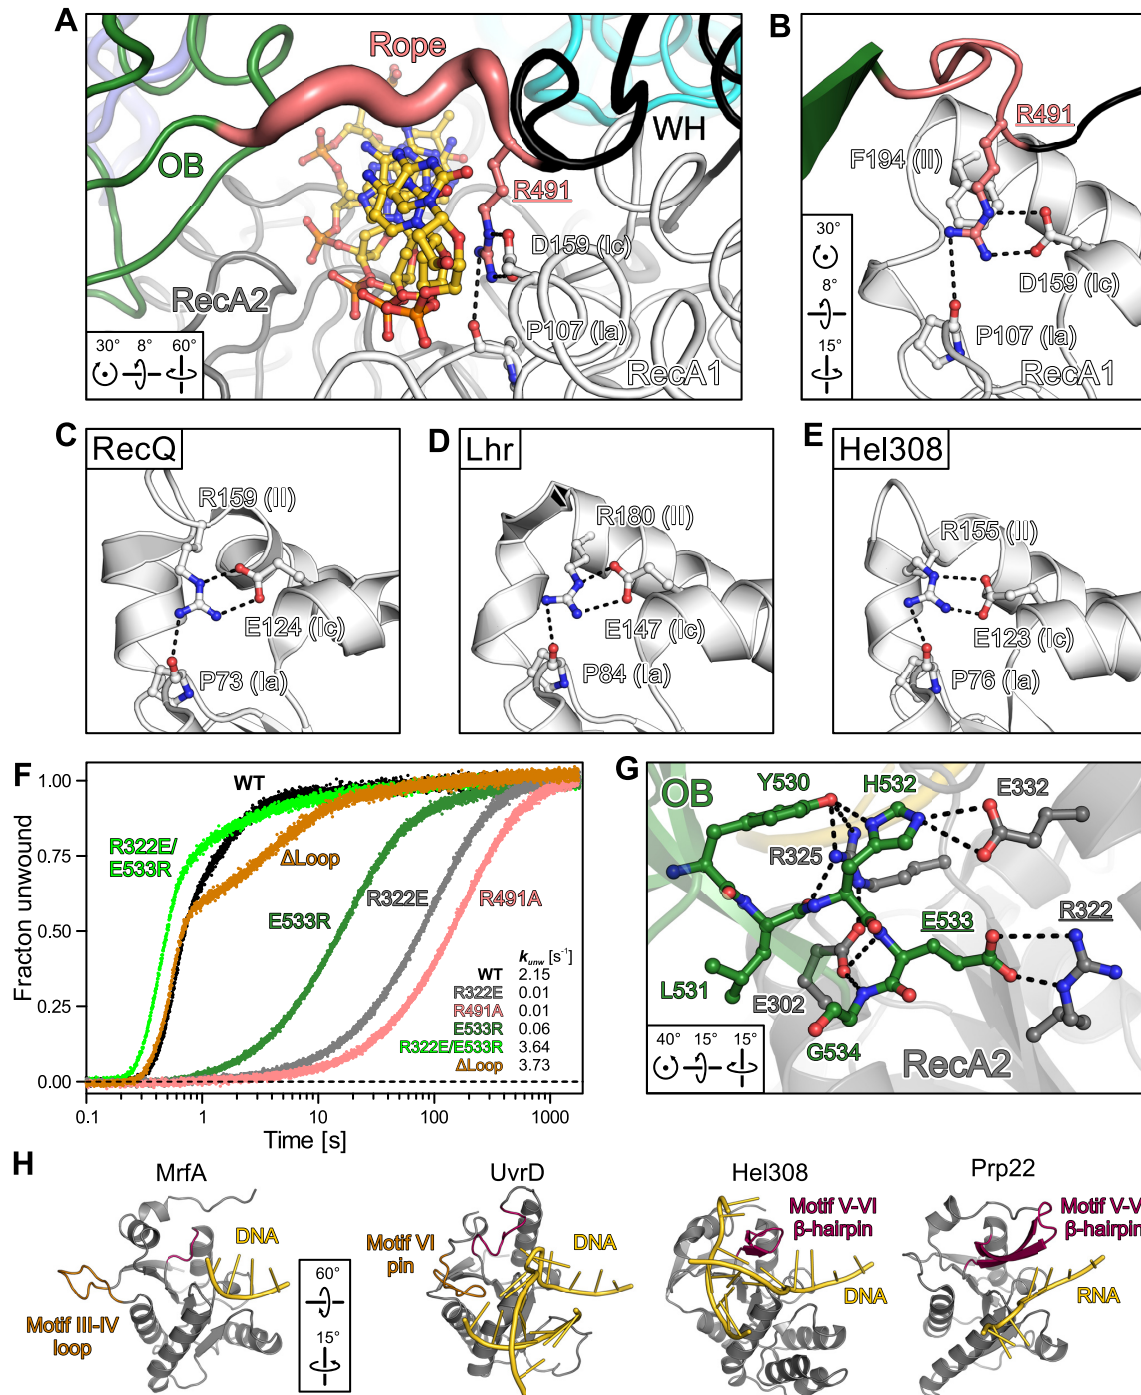 A
Rope
OB
WH
R491
D159 (Ic)
RecA2
P107 (Ia)
RecA1
30° 8° 60°
B
R491
F194 (II)
30°
8°
15°
D159 (Ic)
P107 (Ia)
RecA1
C
RecQ
R159 (II)
E124 (Ic)
P73 (Ia)
D
Lhr
R180 (II)
E147 (Ic)
P84 (Ia)
E
Hel308
R155 (II)
E123 (Ic)
P76 (Ia)
F
Fracton unwound
1.00
0.75
0.50
0.25
0.00
WT
R322E/
E533R
ΔLoop
E533R
R322E
R491A
kunw [s-1]
WT 2.15
R322E 0.01
R491A 0.01
E533R 0.06
R322E/E533R 3.64
ΔLoop 3.73
0.1 1 10 100 1000
Time [s]
G
OB
Y530
H532
E332
R325
E533
R322
L531
E302
G534
RecA2
40° 15° 15°
H
MrfA
DNA
Motif III-IV
loop
60°
15°
UvrD
Motif VI
pin
DNA
Hel308
Motif V-VI
β-hairpin
DNA
Prp22
Motif V-V
β-hairpin
RNA